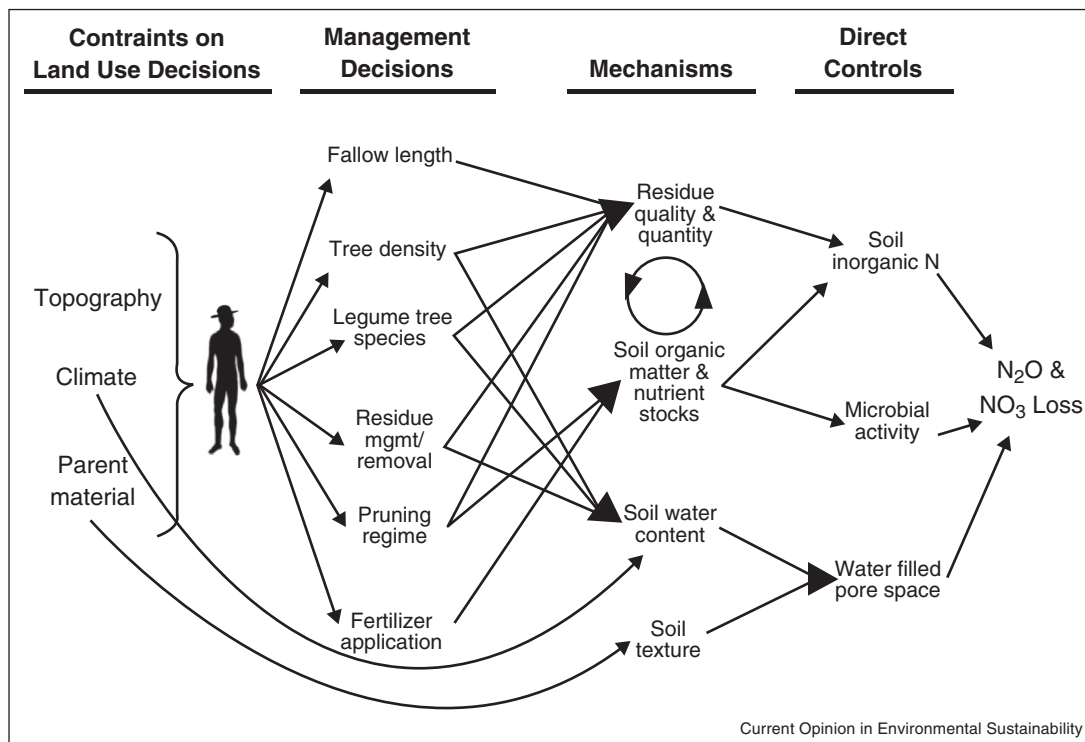 Contraints on
Land Use Decisions
Management
Decisions
Mechanisms
Direct
Controls
Topography
Climate
Parent
material
Fallow length
Tree density
Legume tree
species
Residue
mgmt/
removal
Pruning
regime
Fertilizer
application
Residue
quality &
quantity
Soil organic
matter &
nutrient
stocks
Soil water
content
Soil
texture
Soil
inorganic N
Microbial
activity
Water filled
pore space
N₂O &
NO₃ Loss
Current Opinion in Environmental Sustainability